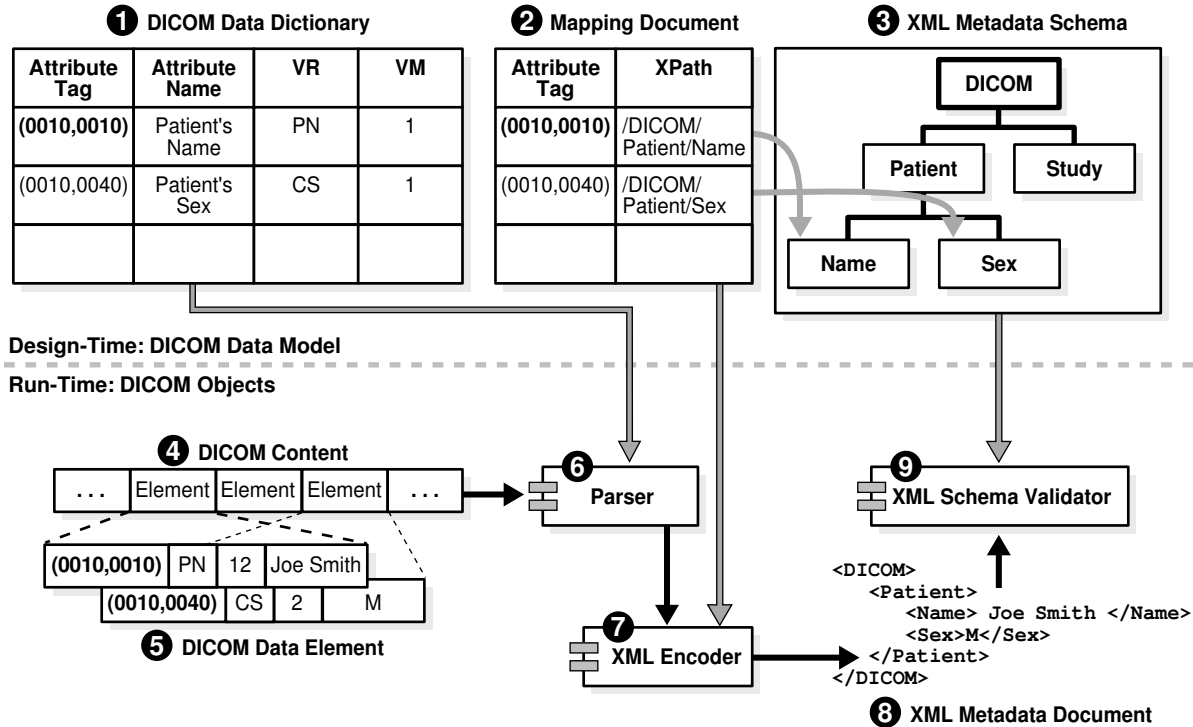 1 DICOM Data Dictionary
2 Mapping Document
3 XML Metadata Schema
Attribute Tag
Attribute Name
VR
VM
(0010,0010)
Patient's Name
PN
1
(0010,0040)
Patient's Sex
CS
1
Attribute Tag
XPath
(0010,0010)
/DICOM/
Patient/Name
(0010,0040)
/DICOM/
Patient/Sex
DICOM
Patient
Study
Name
Sex
Design-Time: DICOM Data Model
Run-Time: DICOM Objects
4 DICOM Content
. . .
Element
Element
Element
. . .
(0010,0010)
PN
12
Joe Smith
(0010,0040)
CS
2
M
5 DICOM Data Element
6
Parser
7
XML Encoder
9
XML Schema Validator
<DICOM>
<Patient>
<Name> Joe Smith </Name>
<Sex>M</Sex>
</Patient>
</DICOM>
8 XML Metadata Document